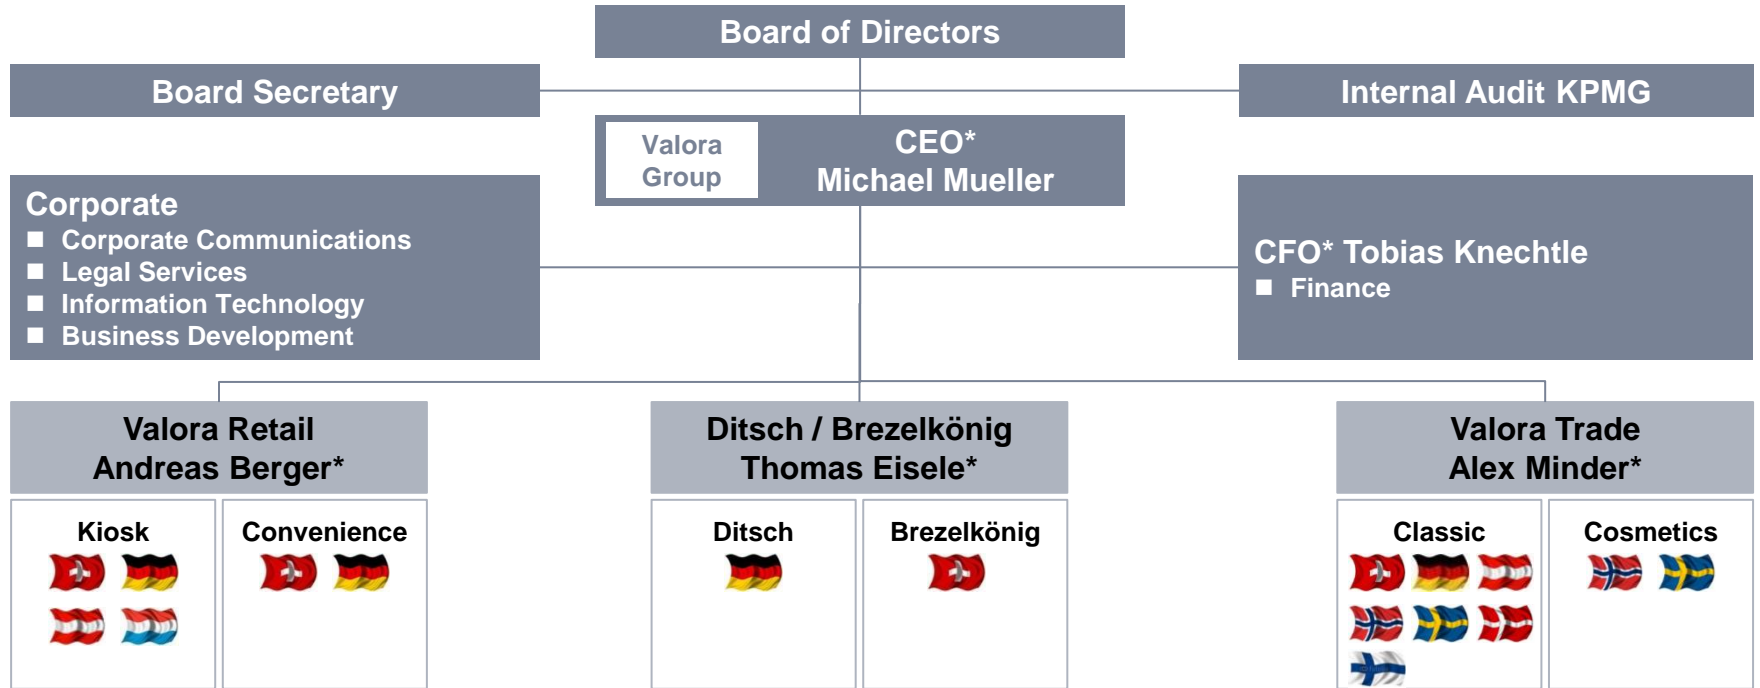 Board of Directors
Board Secretary
Internal Audit KPMG
Valora
Group
CEO*
Michael Mueller
Corporate
■ Corporate Communications
■ Legal Services
■ Information Technology
■ Business Development
CFO* Tobias Knechtle
■ Finance
Valora Retail
Andreas Berger*
Ditsch / Brezelkönig
Thomas Eisele*
Valora Trade
Alex Minder*
Kiosk
Convenience
Ditsch
Brezelkönig
Classic
Cosmetics